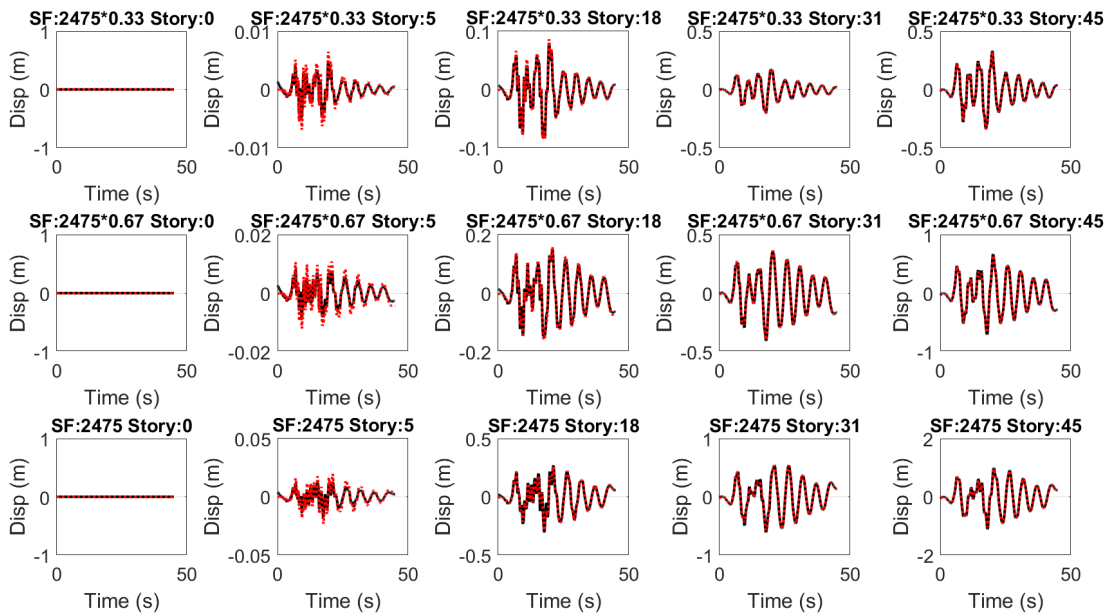 SF:2475*0.33 Story:0 SF:2475*0.33 Story:5 SF:2475*0.33 Story:18 SF:2475*0.33 Story:31 SF:2475*0.33 Story:45
1 0.01 0.1 0.5 0.5
Disp (m) Disp (m) Disp (m) Disp (m) Disp (m)
0 0 0 0 0
-1 -0.01 -0.1 -0.5 -0.5
0 50 0 50 0 50 0 50 0 50
Time (s) Time (s) Time (s) Time (s) Time (s)
SF:2475*0.67 Story:0 SF:2475*0.67 Story:5 SF:2475*0.67 Story:18 SF:2475*0.67 Story:31 SF:2475*0.67 Story:45
1 0.02 0.2 0.5 1
Disp (m) Disp (m) Disp (m) Disp (m) Disp (m)
0 0 0 0 0
-1 -0.02 -0.2 -0.5 -1
0 50 0 50 0 50 0 50 0 50
Time (s) Time (s) Time (s) Time (s) Time (s)
SF:2475 Story:0 SF:2475 Story:5 SF:2475 Story:18 SF:2475 Story:31 SF:2475 Story:45
1 0.05 0.5 1 2
Disp (m) Disp (m) Disp (m) Disp (m) Disp (m)
0 0 0 0 0
-1 -0.05 -0.5 -1 -2
0 50 0 50 0 50 0 50 0 50
Time (s) Time (s) Time (s) Time (s) Time (s)